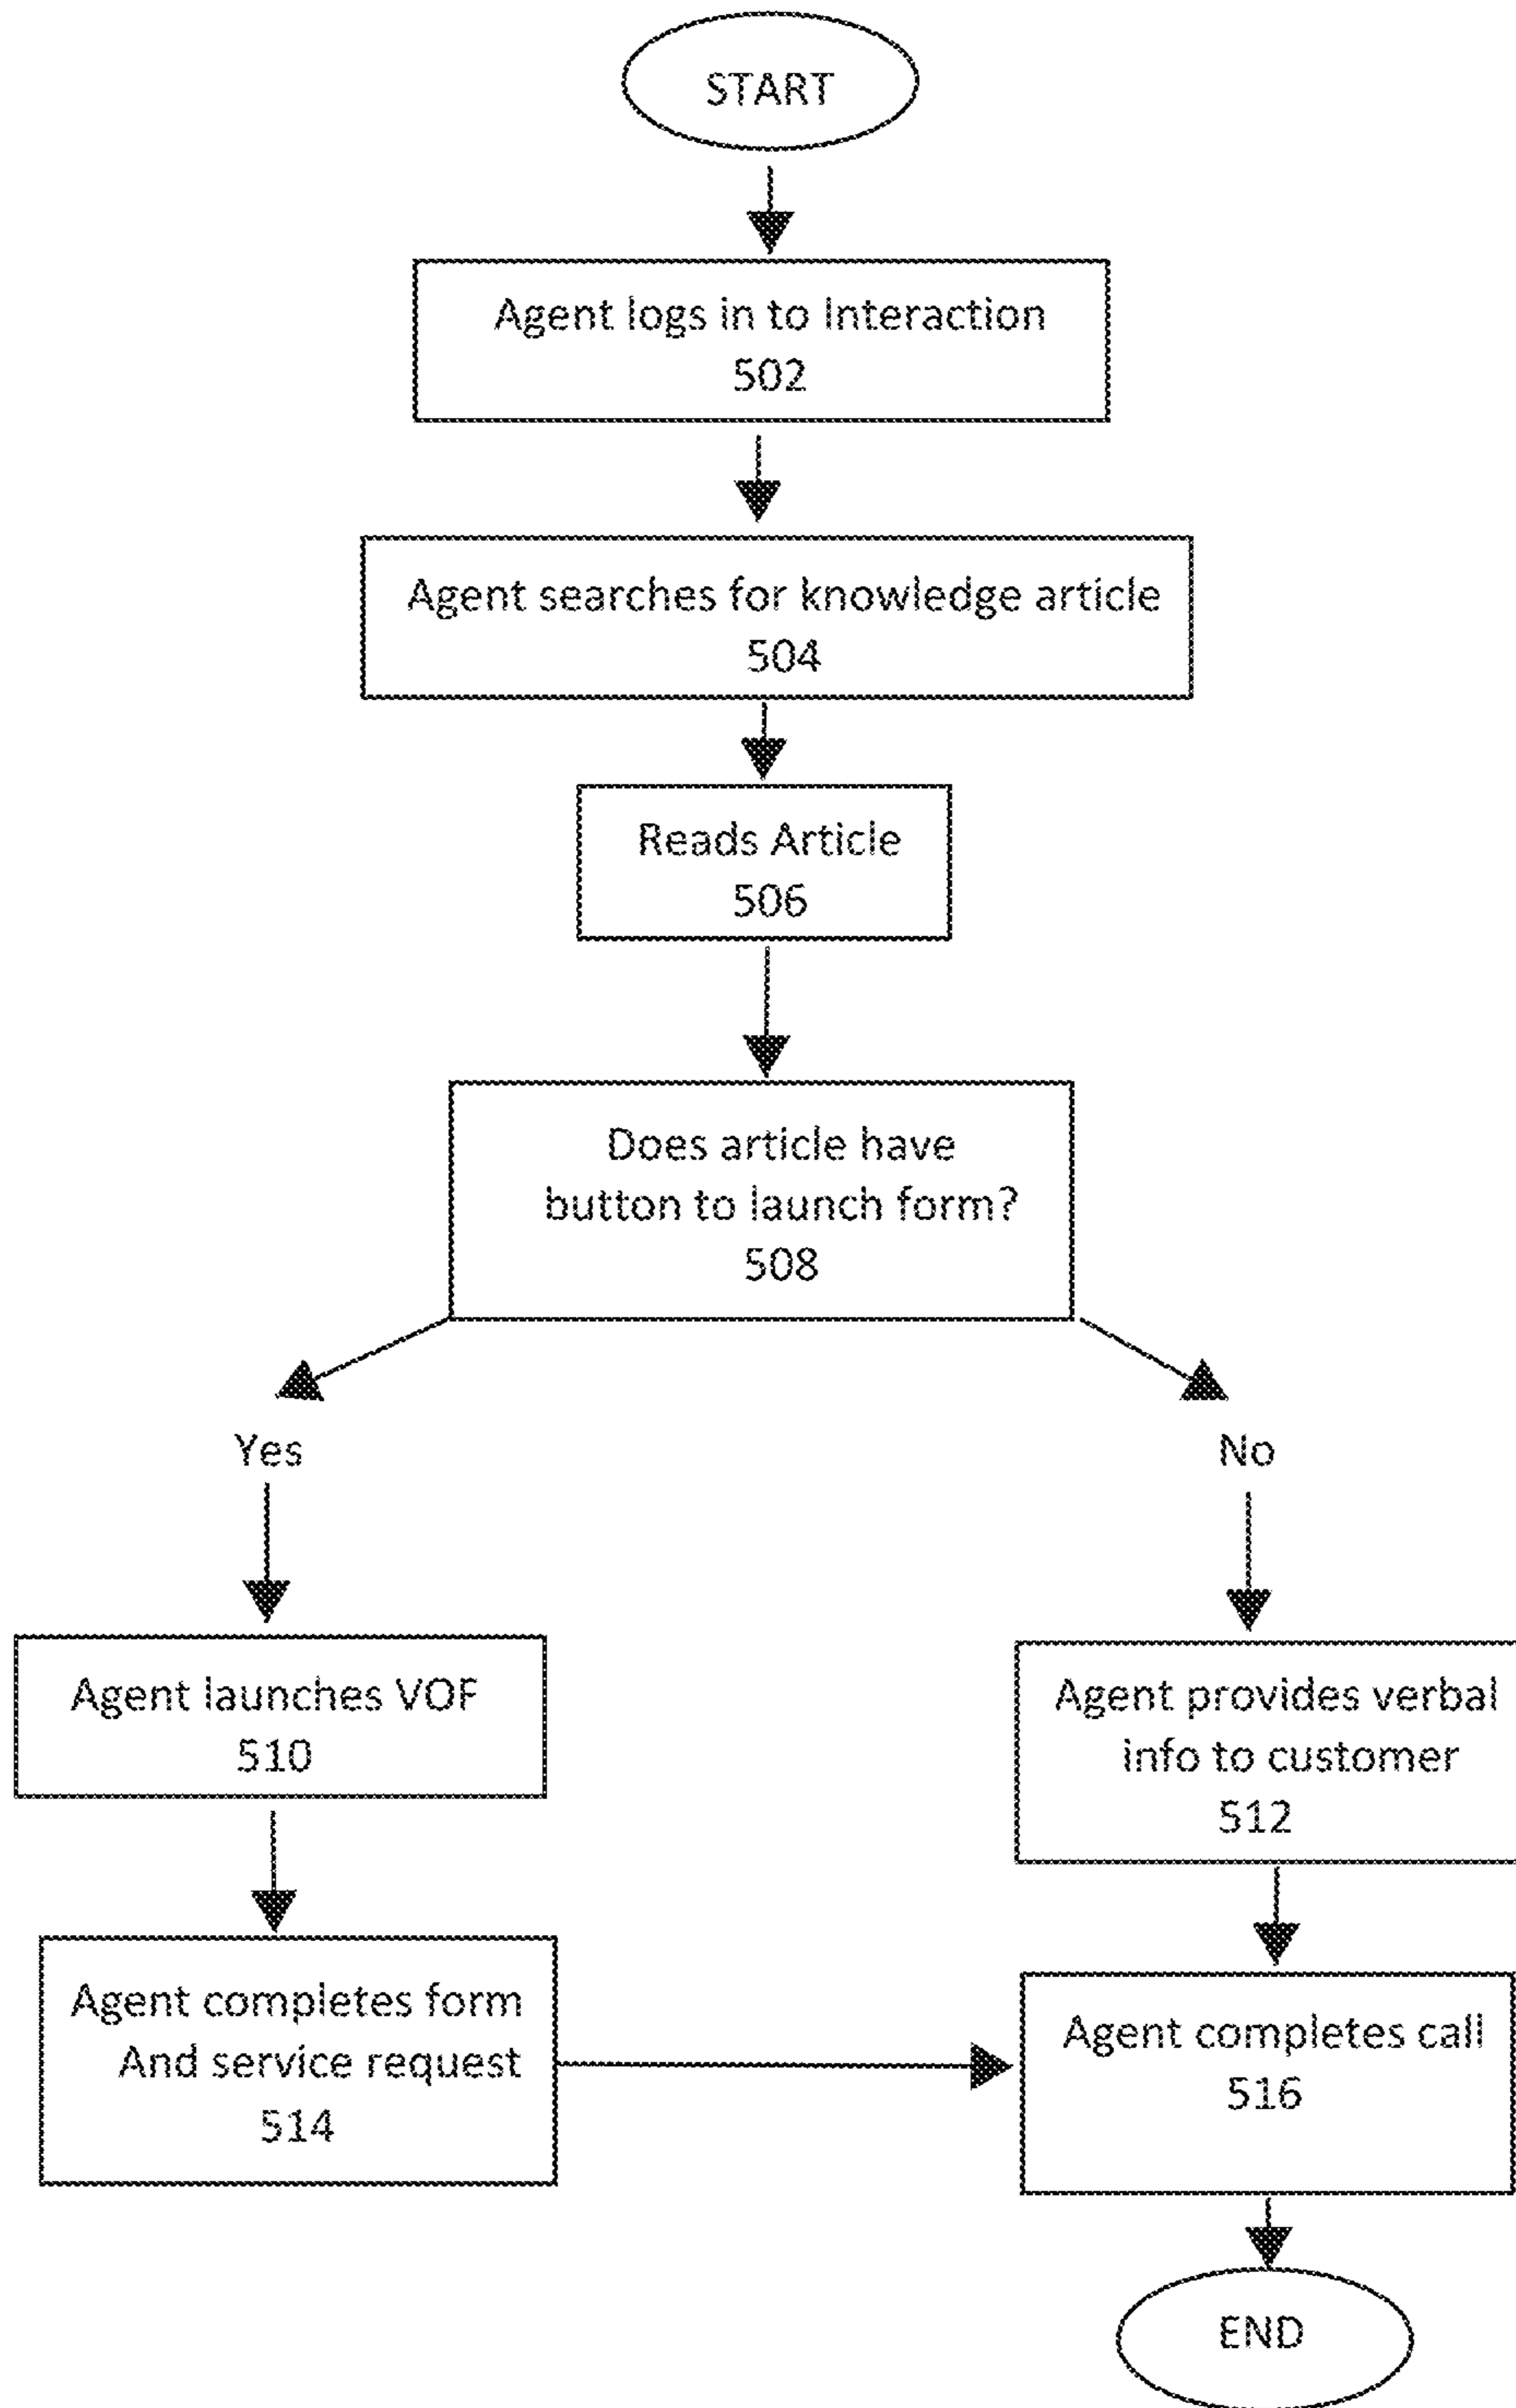 START
Agent logs in to Interaction
502
Agent searches for knowledge article
504
Reads Article
506
Does article have
button to launch form?
508
Yes
No
Agent launches VOF
510
Agent provides verbal
info to customer
512
Agent completes form
And service request
514
Agent completes call
516
END